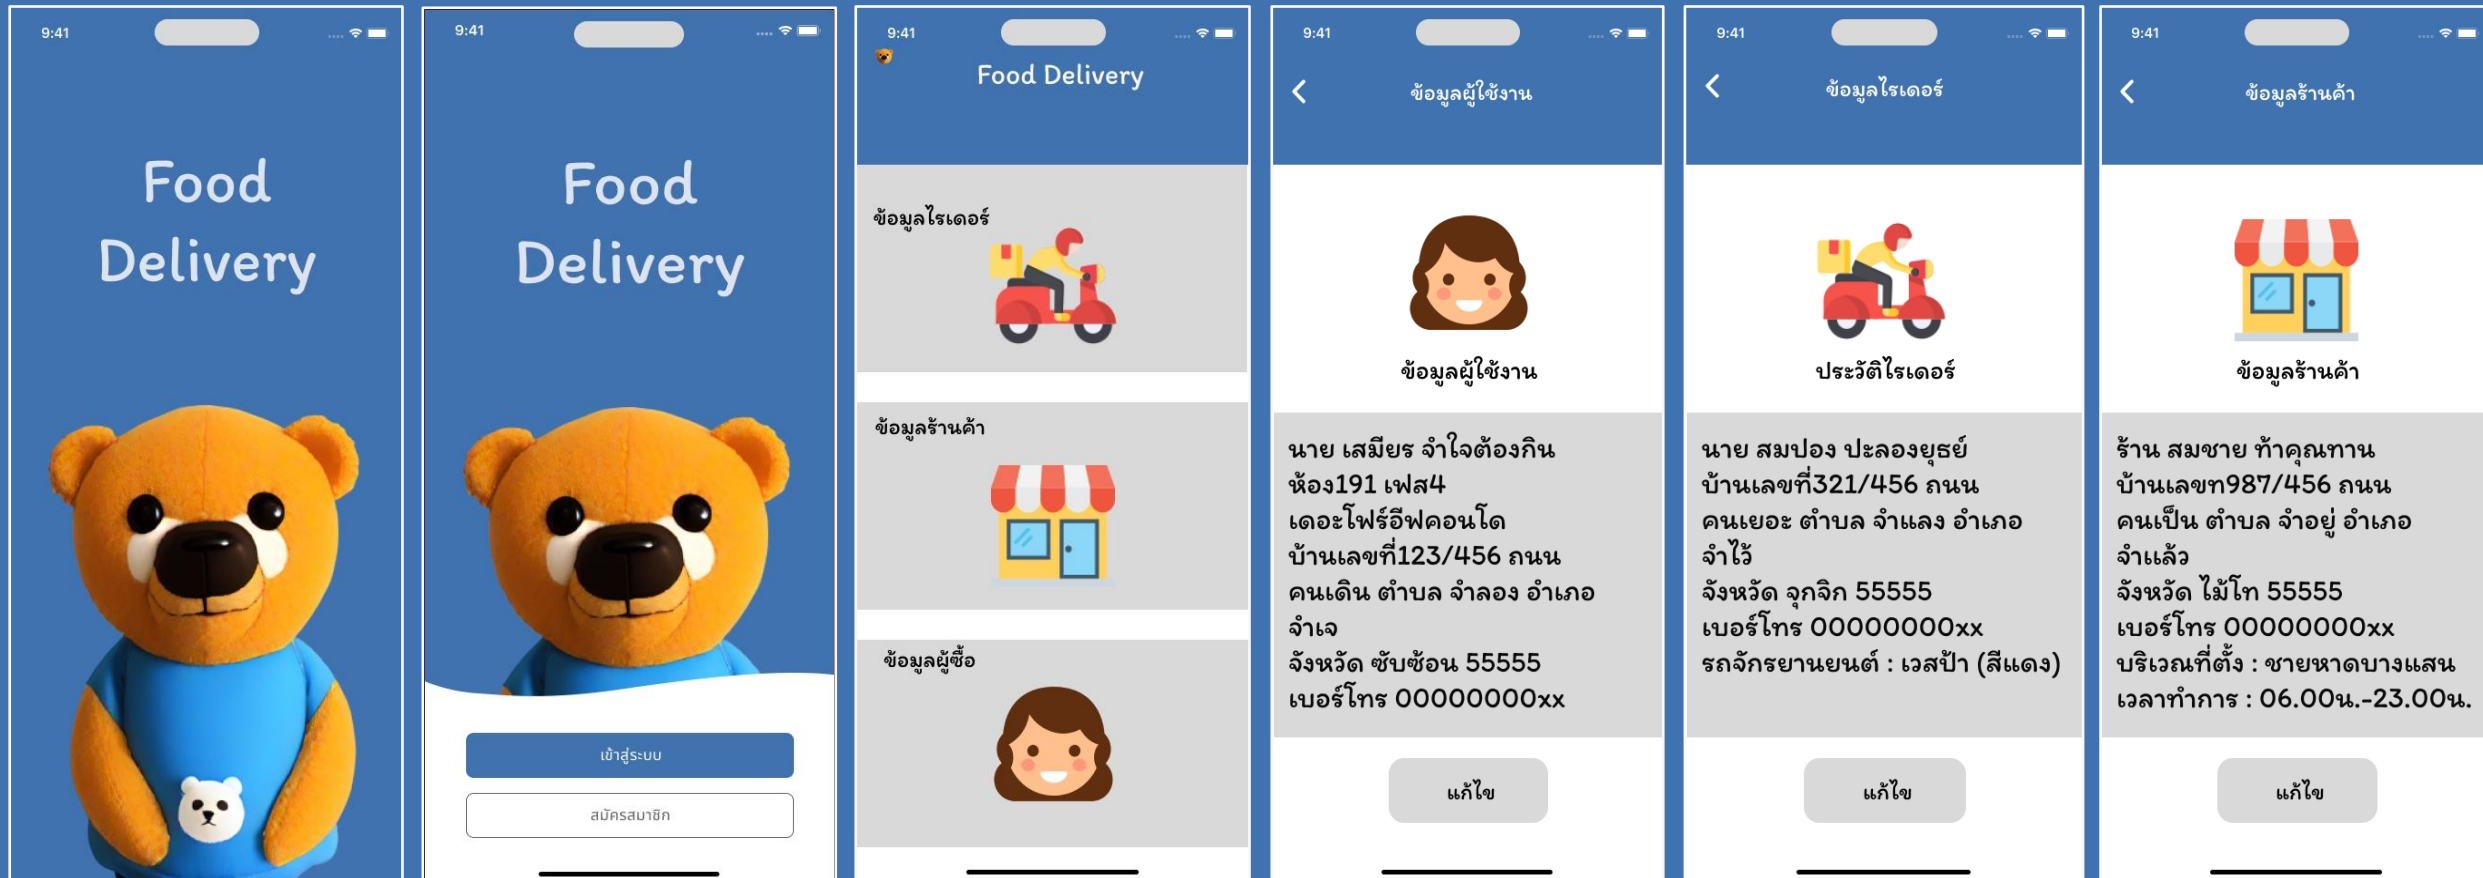 9:41
Food
Delivery
9:41
Food
Delivery
เข้าสู่ระบบ
สมัครสมาชิก
9:41
Food Delivery
ข้อมูลไรเดอร์
ข้อมูลร้านค้า
ข้อมูลผู้ซื้อ
9:41
ข้อมูลผู้ใช้งาน
ข้อมูลผู้ใช้งาน
นาย เสมียร จำใจต้องกิน
ห้อง191 เฟส4
เดอะโฟร์อีฟคอนโด
บ้านเลขที่123/456 ถนน
คนเดิน ตำบล จำลอง อำเภอ
จำเจ
จังหวัด ซับซ้อน 55555
เบอร์โทร 00000000xx
แก้ไข
9:41
ข้อมูลไรเดอร์
ประวัติไรเดอร์
นาย สมปอง ปะลองยุธย์
บ้านเลขที่321/456 ถนน
คนเยอะ ตำบล จำแลง อำเภอ
จำไว้
จังหวัด จุกจิก 55555
เบอร์โทร 00000000xx
รถจักรยานยนต์ : เวสป้า (สีแดง)
แก้ไข
9:41
ข้อมูลร้านค้า
ข้อมูลร้านค้า
ร้าน สมชาย ท้าคุณทาน
บ้านเลขท987/456 ถนน
คนเป็น ตำบล จำอยู่ อำเภอ
จำแล้ว
จังหวัด ไม้โท 55555
เบอร์โทร 00000000xx
บริเวณที่ตั้ง : ชายหาดบางแสน
เวลาทำการ : 06.00น.-23.00น.
แก้ไข